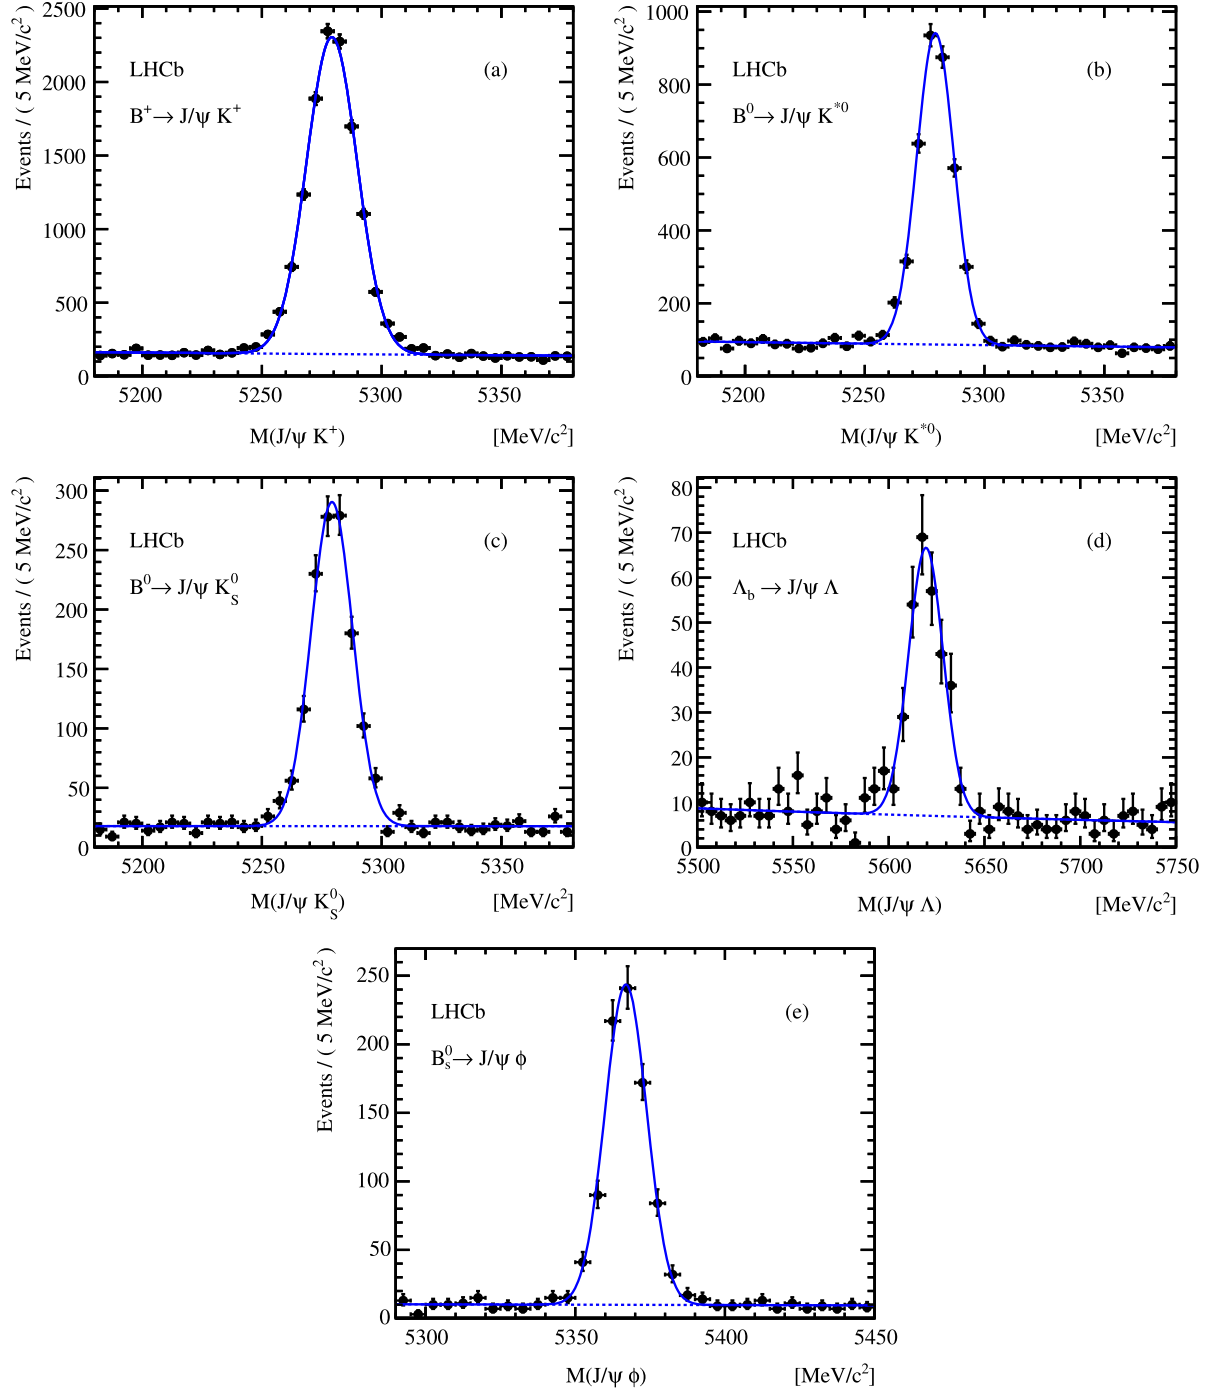 Events / ( 5 MeV/c²)
2500
2000
1500
1000
500
0
LHCb
(a)
B⁺→ J/ψ K⁺
5200
5250
5300
5350
M(J/ψ K⁺)
[MeV/c²]
Events / ( 5 MeV/c²)
1000
800
600
400
200
0
LHCb
(b)
B⁰→ J/ψ K*⁰
5200
5250
5300
5350
M(J/ψ K*⁰)
[MeV/c²]
Events / ( 5 MeV/c²)
300
250
200
150
100
50
0
LHCb
(c)
B⁰→ J/ψ K_S⁰
5200
5250
5300
5350
M(J/ψ K_S⁰)
[MeV/c²]
Events / ( 5 MeV/c²)
80
70
60
50
40
30
20
10
0
LHCb
(d)
Λ_b → J/ψ Λ
5500
5550
5600
5650
5700
5750
M(J/ψ Λ)
[MeV/c²]
Events / ( 5 MeV/c²)
250
200
150
100
50
0
LHCb
(e)
B_s⁰→ J/ψ ϕ
5300
5350
5400
5450
M(J/ψ ϕ)
[MeV/c²]